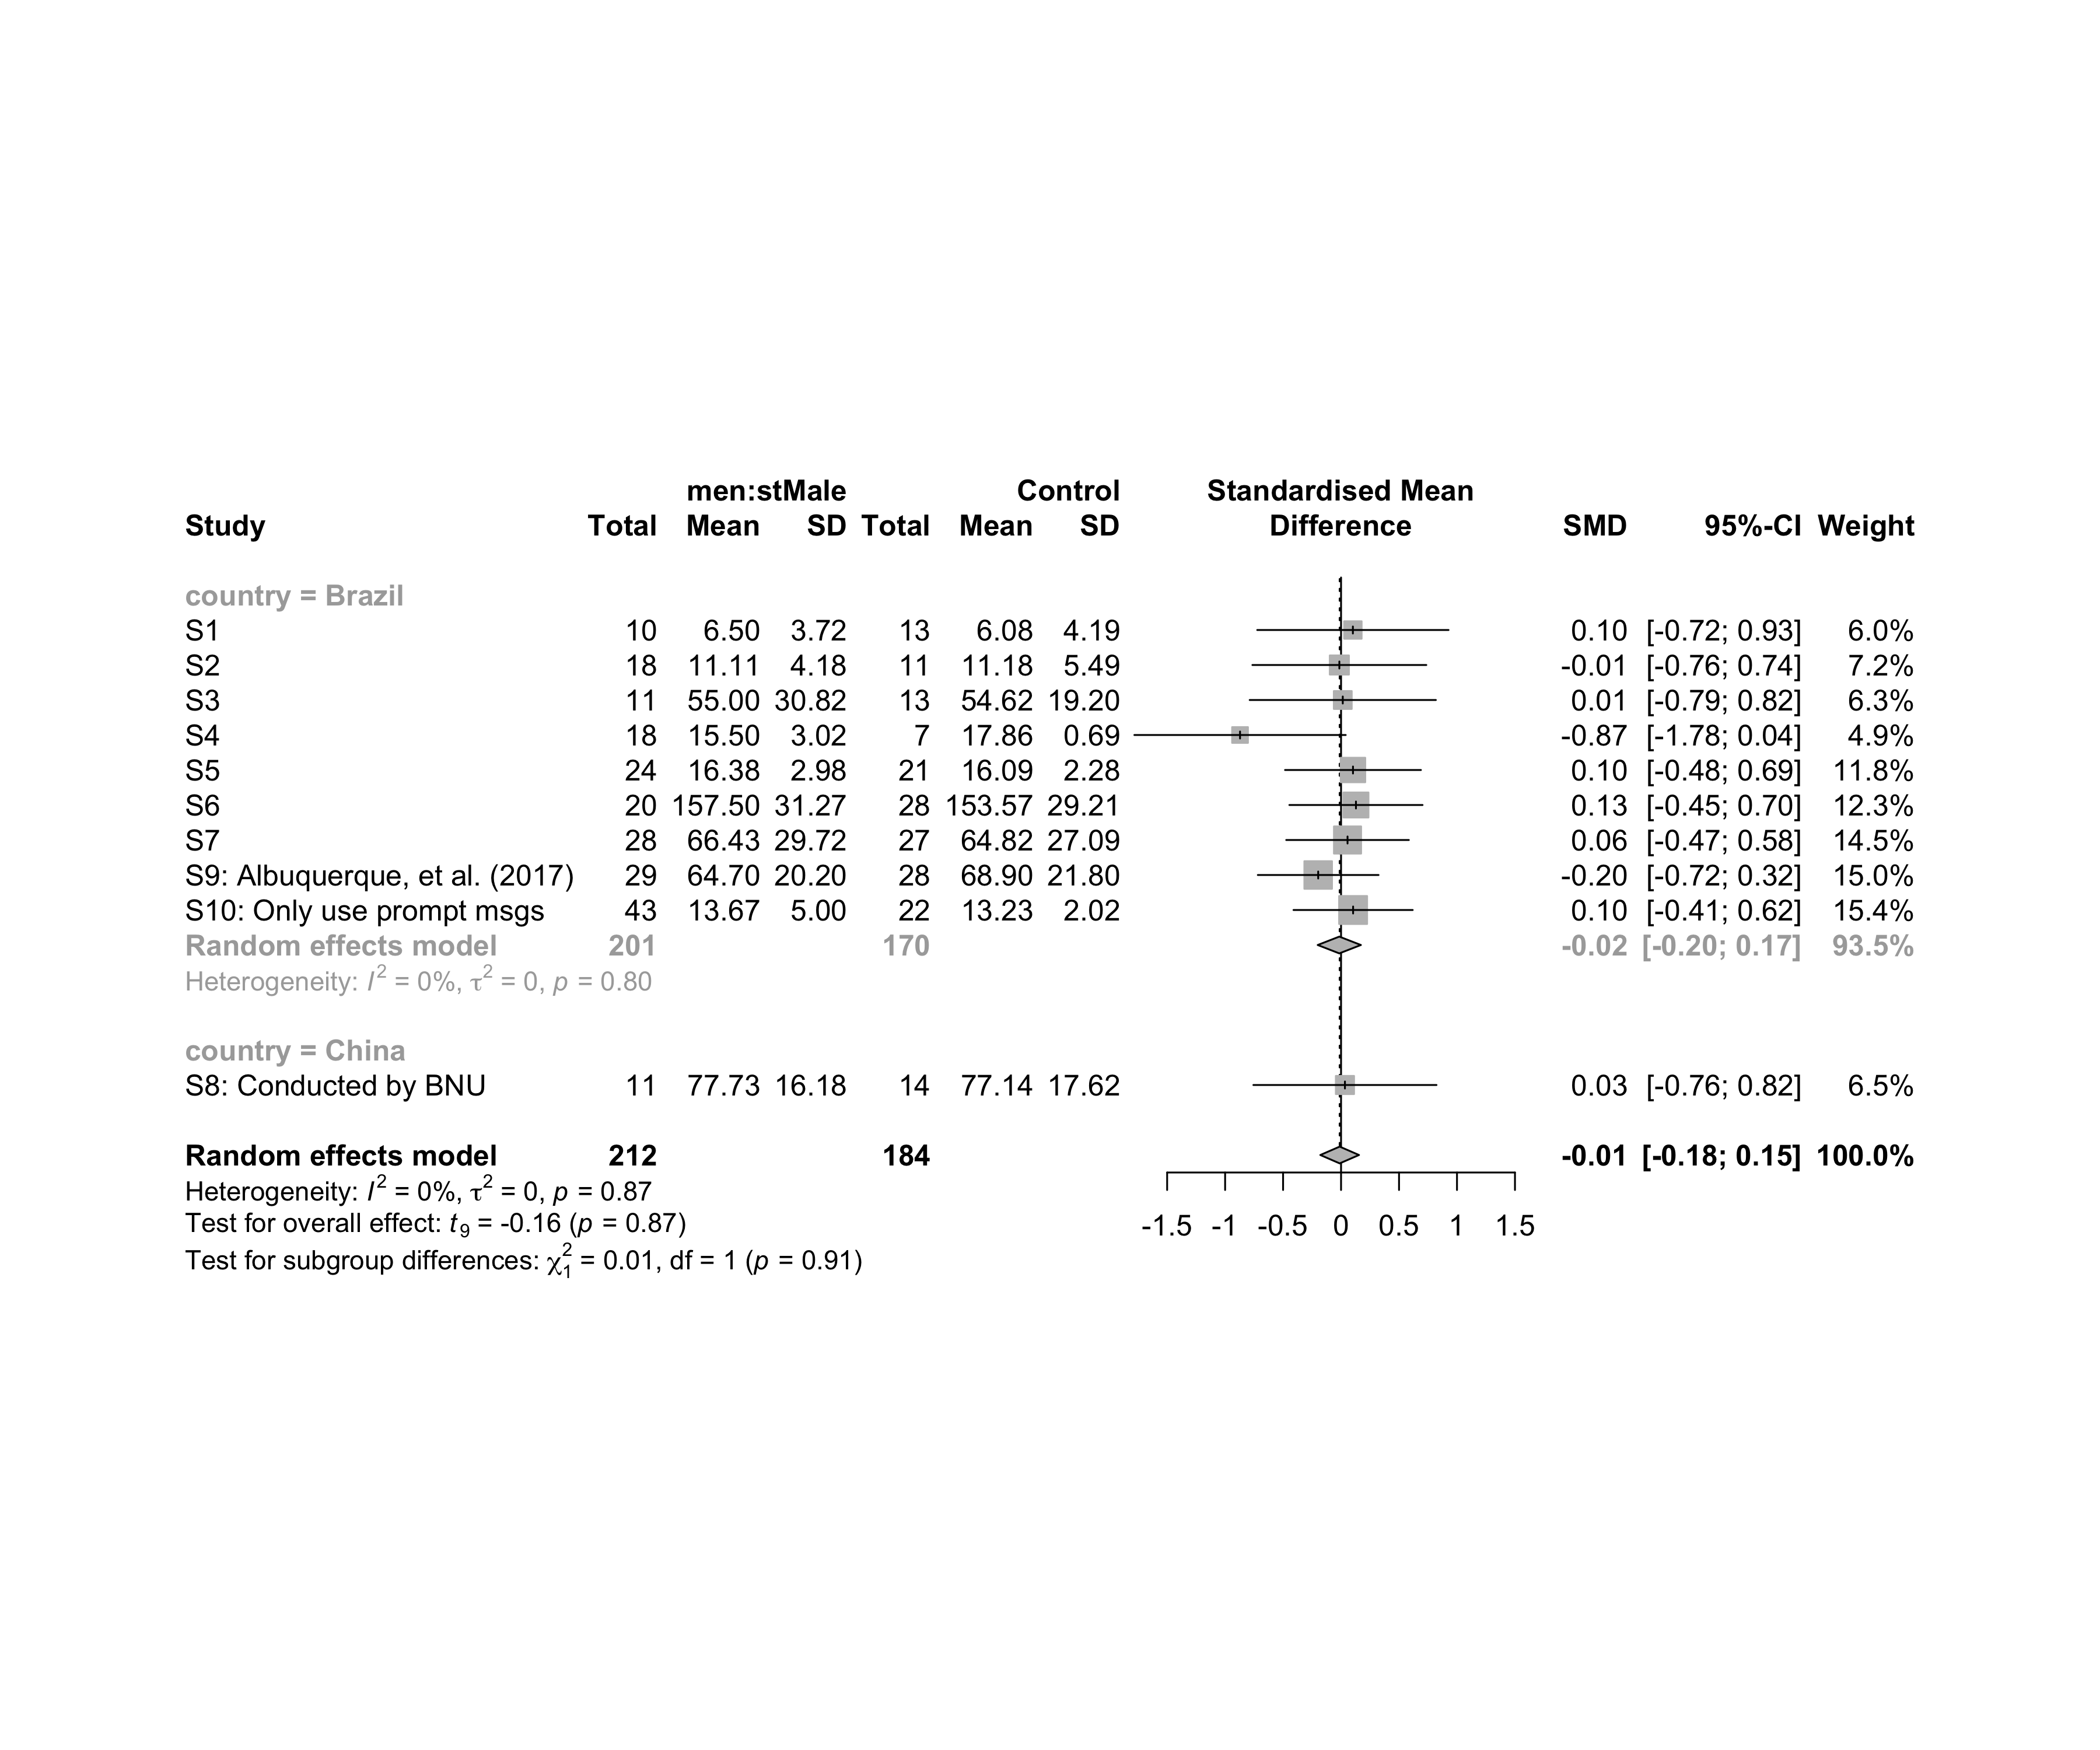 men:stMale Control Standardised Mean
Study Total Mean SD Total Mean SD Difference SMD 95%-CI Weight
country = Brazil
S1 10 6.50 3.72 13 6.08 4.19 0.10 [-0.72; 0.93] 6.0%
S2 18 11.11 4.18 11 11.18 5.49 -0.01 [-0.76; 0.74] 7.2%
S3 11 55.00 30.82 13 54.62 19.20 0.01 [-0.79; 0.82] 6.3%
S4 18 15.50 3.02 7 17.86 0.69 -0.87 [-1.78; 0.04] 4.9%
S5 24 16.38 2.98 21 16.09 2.28 0.10 [-0.48; 0.69] 11.8%
S6 20 157.50 31.27 28 153.57 29.21 0.13 [-0.45; 0.70] 12.3%
S7 28 66.43 29.72 27 64.82 27.09 0.06 [-0.47; 0.58] 14.5%
S9: Albuquerque, et al. (2017) 29 64.70 20.20 28 68.90 21.80 -0.20 [-0.72; 0.32] 15.0%
S10: Only use prompt msgs 43 13.67 5.00 22 13.23 2.02 0.10 [-0.41; 0.62] 15.4%
Random effects model 201 170 -0.02 [-0.20; 0.17] 93.5%
Heterogeneity: I² = 0%, τ² = 0, p = 0.80
country = China
S8: Conducted by BNU 11 77.73 16.18 14 77.14 17.62 0.03 [-0.76; 0.82] 6.5%
Random effects model 212 184 -0.01 [-0.18; 0.15] 100.0%
Heterogeneity: I² = 0%, τ² = 0, p = 0.87
Test for overall effect: t₉ = -0.16 (p = 0.87)
-1.5 -1 -0.5 0 0.5 1 1.5
Test for subgroup differences: χ²₁ = 0.01, df = 1 (p = 0.91)